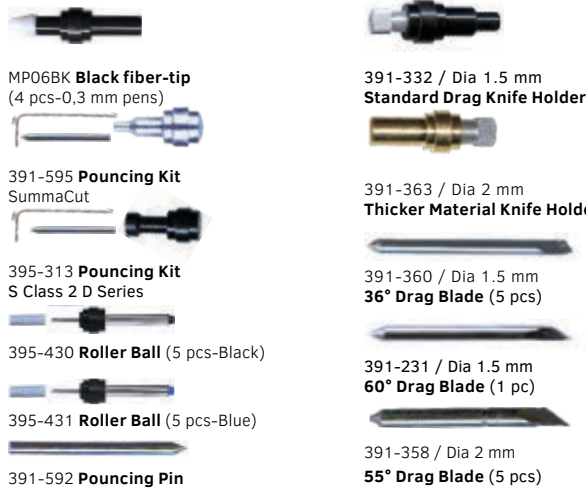 MP06BK Black fiber-tip
(4 pcs-0,3 mm pens)
391-595 Pouncing Kit
SummaCut
395-313 Pouncing Kit
S Class 2 D Series
395-430 Roller Ball (5 pcs-Black)
395-431 Roller Ball (5 pcs-Blue)
391-592 Pouncing Pin
391-332 / Dia 1.5 mm
Standard Drag Knife Holder
391-363 / Dia 2 mm
Thicker Material Knife Holde
391-360 / Dia 1.5 mm
36° Drag Blade (5 pcs)
391-231 / Dia 1.5 mm
60° Drag Blade (1 pc)
391-358 / Dia 2 mm
55° Drag Blade (5 pcs)